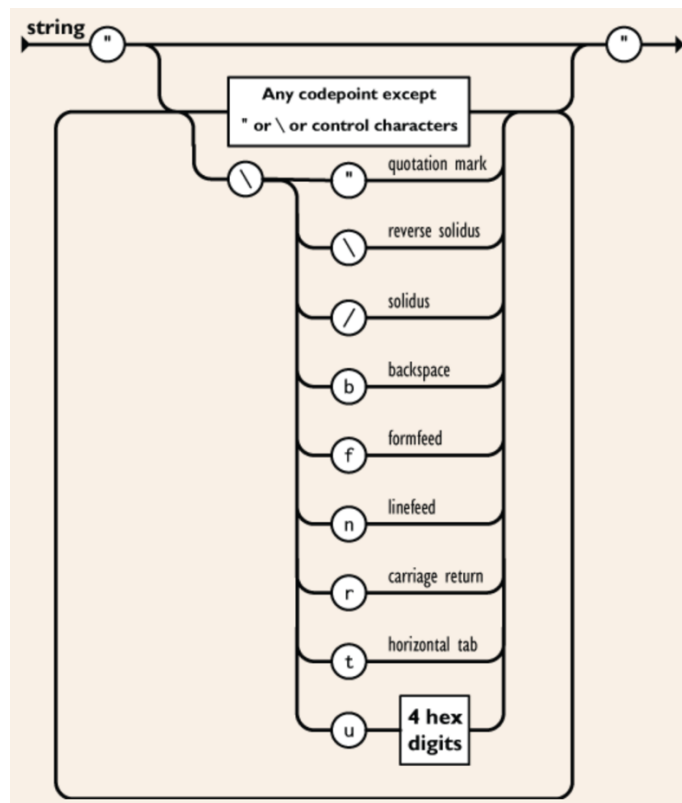 string
" "
Any codepoint except
" or \ or control characters
\ " quotation mark
\ reverse solidus
/ solidus
b backspace
f formfeed
n linefeed
r carriage return
t horizontal tab
u 4 hex
digits